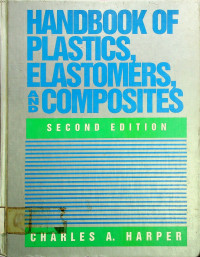 HANDBOOK OF
PLASTICS,
ELASTOMERS,
AND COMPOSITES
SECOND EDITION
CHARLES A. HARPER